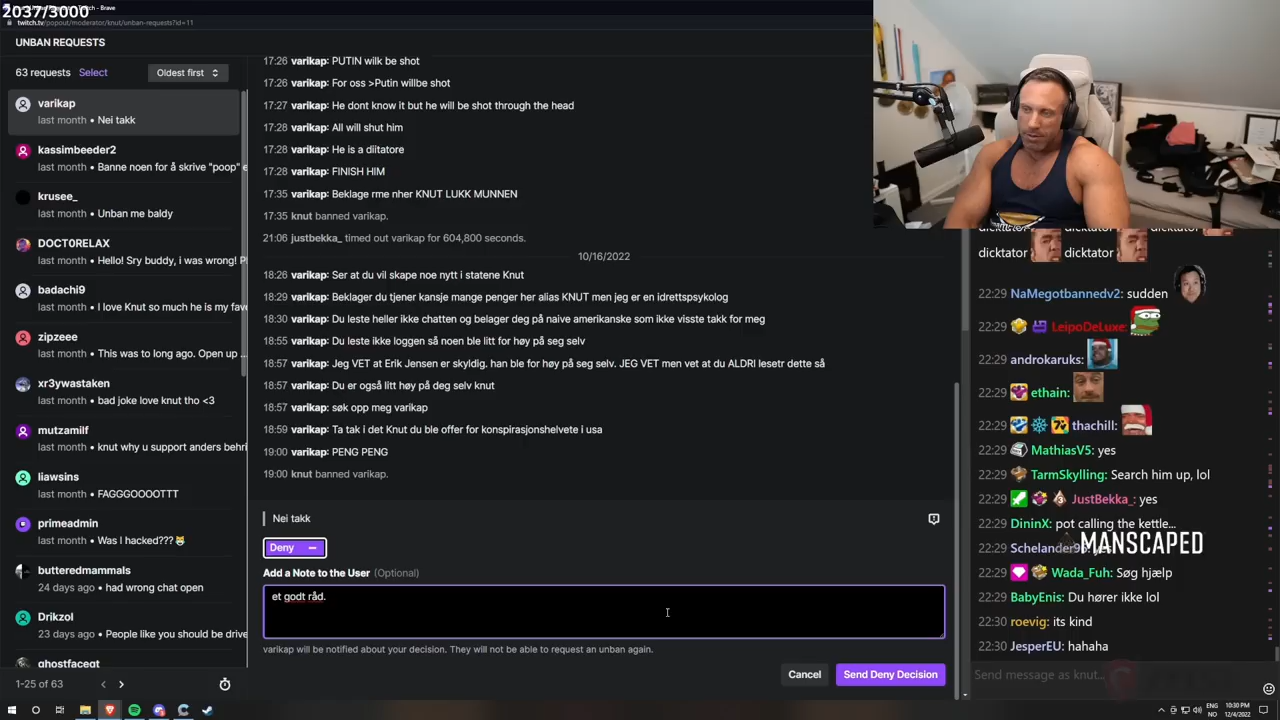 2037/3000
- Brave
twitch.tv/popout/moderator/knut/unban-requests?id=11
UNBAN REQUESTS
63 requests Select Oldest first
varikap
last month • Nei takk
kassimbeeder2
last month • Banne noen for å skrive "poop" e
krusee_
last month • Unban me baldy
DOCT0RELAX
last month • Hello! Sry buddy, i was wrong! P
badachi9
last month • I love Knut so much he is my fave
zipzeee
last month • This was to long ago. Open up ...
xr3ywastaken
last month • bad joke love knut tho <3
mutzamilf
last month • knut why u support anders behri
liawsins
last month • FAGGGOOOOTTT
primeadmin
last month • Was I hacked???
butteredmammals
24 days ago • had wrong chat open
Drikzol
23 days ago • People like you should be drive
ghostfacegt
1-25 of 63
17:26 varikap: PUTIN wilk be shot
17:26 varikap: For oss >Putin willbe shot
17:27 varikap: He dont know it but he will be shot through the head
17:28 varikap: All will shut him
17:28 varikap: He is a diitatore
17:28 varikap: FINISH HIM
17:35 varikap: Beklage rme nher KNUT LUKK MUNNEN
17:35 knut banned varikap.
21:06 justbekka_ timed out varikap for 604,800 seconds.
10/16/2022
18:26 varikap: Ser at du vil skape noe nytt i statene Knut
18:29 varikap: Beklager du tjener kansje mange penger her alias KNUT men jeg er en idrettspsykolog
18:30 varikap: Du leste heller ikke chatten og belager deg på naive amerikanske som ikke visste takk for meg
18:55 varikap: Du leste ikke loggen så noen ble litt for høy på seg selv
18:57 varikap: Jeg VET at Erik Jensen er skyldig. han ble for høy på seg selv. JEG VET men vet at du ALDRI lesetr dette så
18:57 varikap: Du er også litt høy på deg selv knut
18:57 varikap: søk opp meg varikap
18:59 varikap: Ta tak i det Knut du ble offer for konspirasjonshelvete i usa
19:00 varikap: PENG PENG
19:00 knut banned varikap.
Nei takk
Deny
Add a Note to the User (Optional)
et godt råd.
varikap will be notified about your decision. They will not be able to request an unban again.
Cancel Send Deny Decision
dicktator dicktator
22:29 NaMegotbannedv2: sudden
22:29 LeipoDeLuxe:
22:29 androkaruks:
22:29 ethain:
22:29 thachill:
22:29 MathiasV5: yes
22:29 TarmSkylling: Search him up, lol
22:29 JustBekka_: yes
22:29 DininX: pot calling the kettle...
MANSCAPED
22:29 Wada_Fuh: Søg hjælp
22:29 BabyEnis: Du hører ikke lol
22:30 roevig: its kind
22:30 JesperEU: hahaha
Send message as knut...
ENG
NO
10:30 PM
12/4/2022